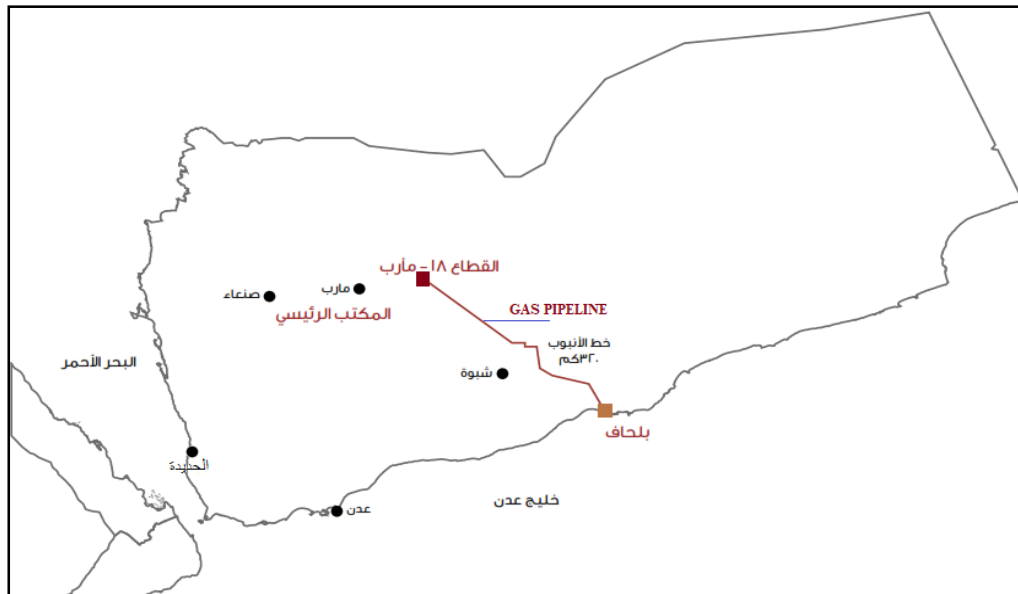 القطاع ١٨ - مأرب
مارب
صنعاء
المكتب الرئيسي
GAS PIPELINE
خط الأنبوب
٣٢٠كم
البحر الأحمر
شبوة
بلحاف
الحديدة
خليج عدن
عدن